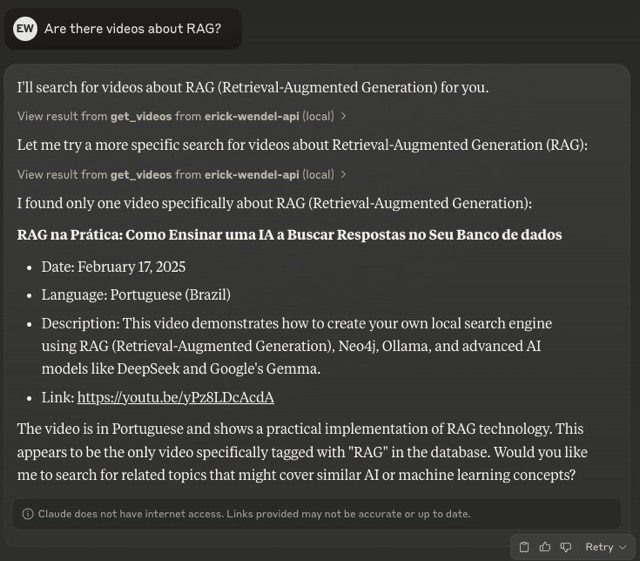 EW Are there videos about RAG?
I'll search for videos about RAG (Retrieval-Augmented Generation) for you.
View result from get_videos from erick-wendel-api (local) >
Let me try a more specific search for videos about Retrieval-Augmented Generation (RAG):
View result from get_videos from erick-wendel-api (local) >
I found only one video specifically about RAG (Retrieval-Augmented Generation):
RAG na Prática: Como Ensinar uma IA a Buscar Respostas no Seu Banco de dados
• Date: February 17, 2025
• Language: Portuguese (Brazil)
• Description: This video demonstrates how to create your own local search engine
using RAG (Retrieval-Augmented Generation), Neo4j, Ollama, and advanced AI
models like DeepSeek and Google's Gemma.
• Link: https://youtu.be/yPz8LDcAcdA
The video is in Portuguese and shows a practical implementation of RAG technology. This
appears to be the only video specifically tagged with "RAG" in the database. Would you like
me to search for related topics that might cover similar AI or machine learning concepts?
Claude does not have internet access. Links provided may not be accurate or up to date.
Retry